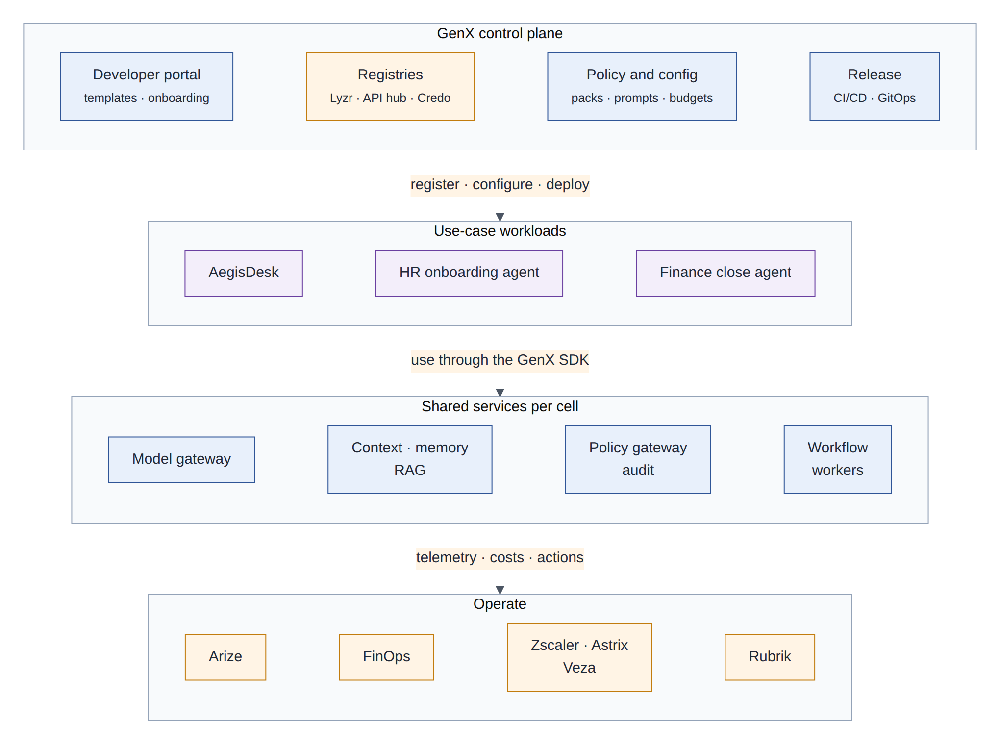 GenX control plane
Developer portal
templates · onboarding
Registries
Lyzr · API hub · Credo
Policy and config
packs · prompts · budgets
Release
CI/CD · GitOps
register · configure · deploy
Use-case workloads
AegisDesk
HR onboarding agent
Finance close agent
use through the GenX SDK
Shared services per cell
Model gateway
Context · memory
RAG
Policy gateway
audit
Workflow
workers
telemetry · costs · actions
Operate
Arize
FinOps
Zscaler · Astrix
Veza
Rubrik